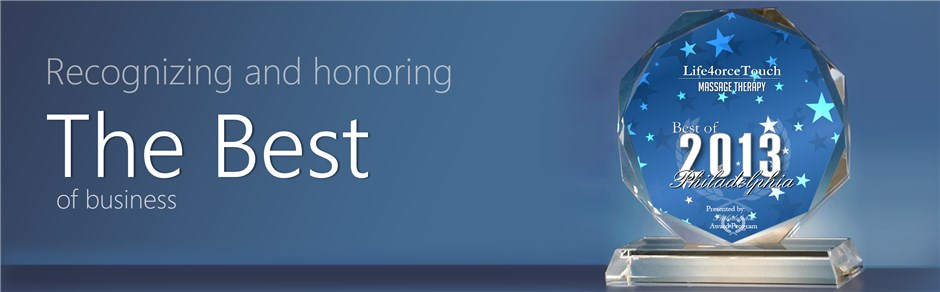 Recognizing and honoring
The Best
of business
Life4orceTouch
MASSAGE THERAPY
Best of
2013
Philadelphia
Presented by
Award Program